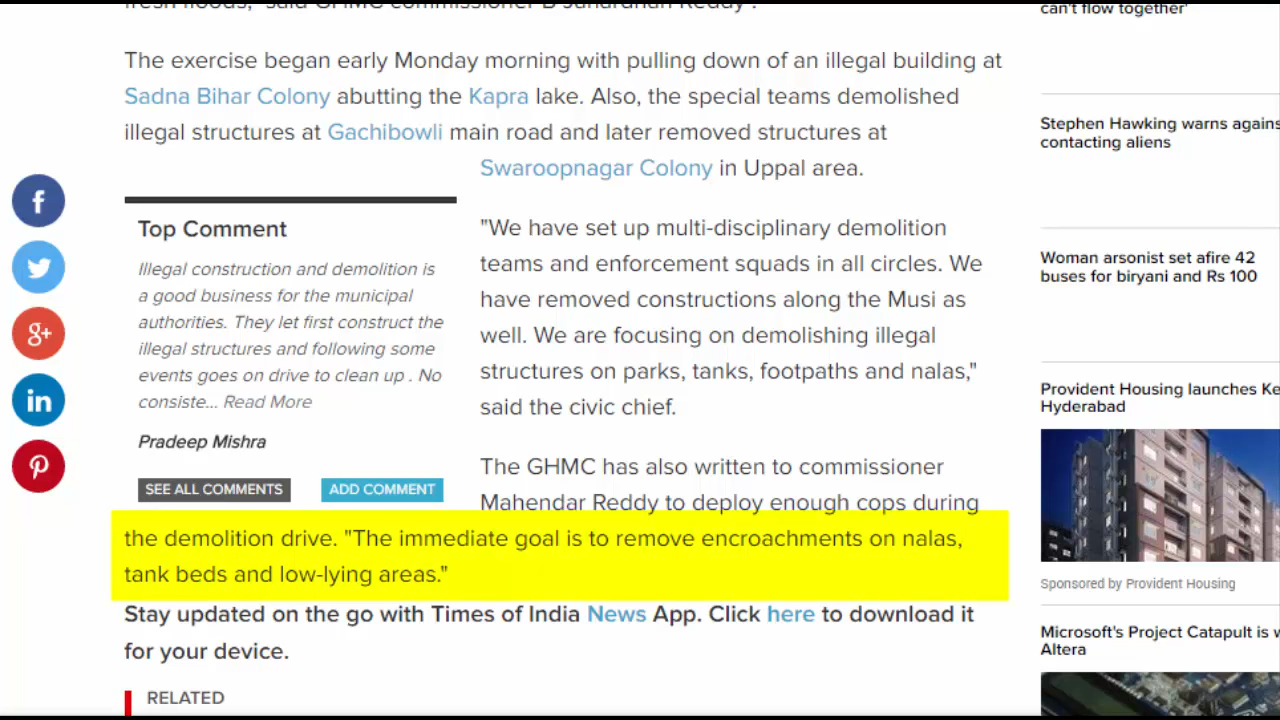 fresh floods," said GHMC commissioner B Janardhan Reddy .
The exercise began early Monday morning with pulling down of an illegal building at
Sadna Bihar Colony abutting the Kapra lake. Also, the special teams demolished
illegal structures at Gachibowli main road and later removed structures at
Swaroopnagar Colony in Uppal area.
Top Comment
Illegal construction and demolition is
a good business for the municipal
authorities. They let first construct the
illegal structures and following some
events goes on drive to clean up . No
consiste... Read More
Pradeep Mishra
SEE ALL COMMENTS ADD COMMENT
"We have set up multi-disciplinary demolition
teams and enforcement squads in all circles. We
have removed constructions along the Musi as
well. We are focusing on demolishing illegal
structures on parks, tanks, footpaths and nalas,"
said the civic chief.
The GHMC has also written to commissioner
Mahendar Reddy to deploy enough cops during
the demolition drive. "The immediate goal is to remove encroachments on nalas,
tank beds and low-lying areas."
Stay updated on the go with Times of India News App. Click here to download it
for your device.
RELATED
f
g+
in
can't flow together'
Stephen Hawking warns agains
contacting aliens
Woman arsonist set afire 42
buses for biryani and Rs 100
Provident Housing launches Ke
Hyderabad
Sponsored by Provident Housing
Microsoft's Project Catapult is w
Altera